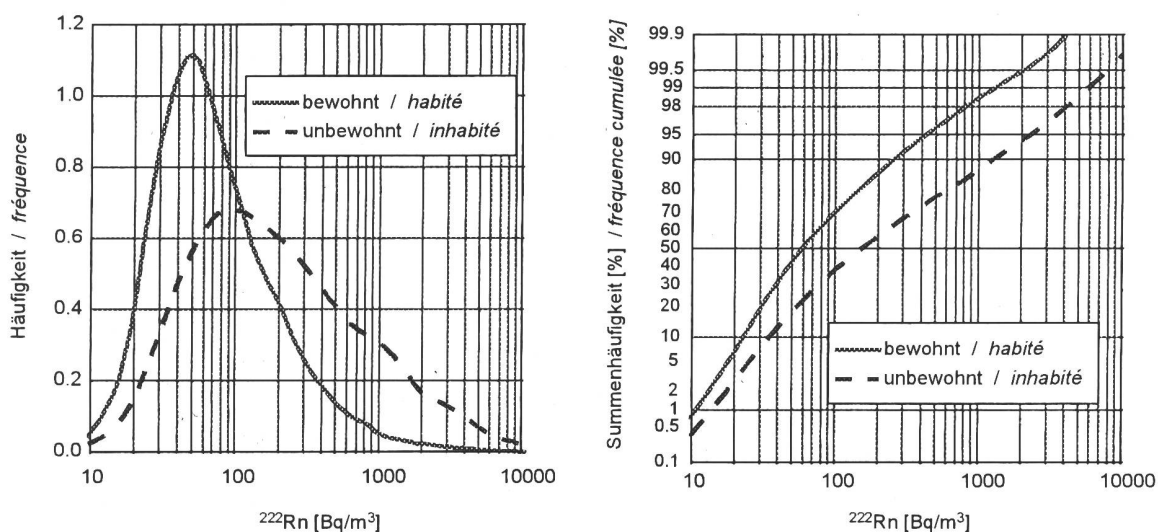 Häufigkeit / fréquence
1.2
1.0
0.8
0.6
0.4
0.2
0.0
bewohnt / habité
unbewohnt / inhabité
10 100 1000 10000
²²²Rn [Bq/m³]
Summenhäufigkeit [%] / fréquence cumulée [%]
99.9
99.5
99
98
95
90
80
70
60
50
40
30
20
10
5
2
1
0.5
0.1
bewohnt / habité
unbewohnt / inhabité
10 100 1000 10000
²²²Rn [Bq/m³]